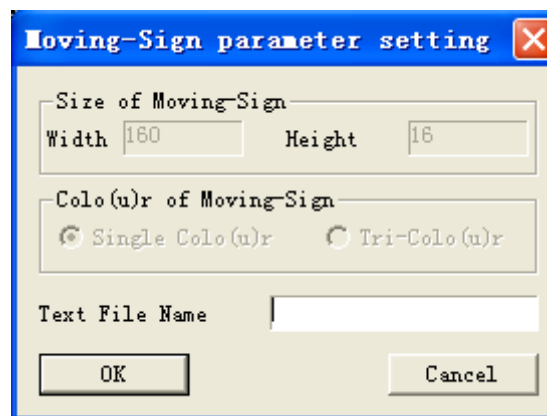 Moving-Sign parameter setting
Size of Moving-Sign
Width 160 Height 16
Colo(u)r of Moving-Sign
Single Colo(u)r Tri-Colo(u)r
Text File Name
OK Cancel